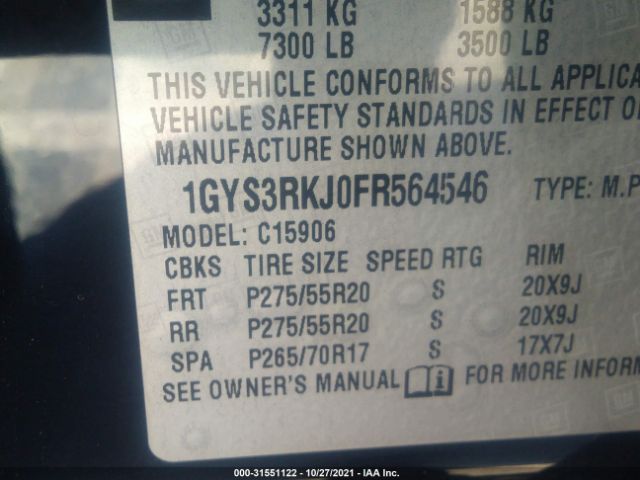 3311 KG 1588 KG
7300 LB 3500 LB
THIS VEHICLE CONFORMS TO ALL
VEHICLE SAFETY STANDARDS IN EFFECT
MANUFACTURE SHOWN ABOVE.
1GYS3RKJ0FR564546 TYPE: M.P
MODEL: C15906
CBKS TIRE SIZE SPEED RTG RIM
FRT P275/55R20 S 20X9J
RR P275/55R20 S 20X9J
SPA P265/70R17 S 17X7J
SEE OWNER'S MANUAL i FOR MORE
000-31551122 • 10/27/2021 • IAA Inc.